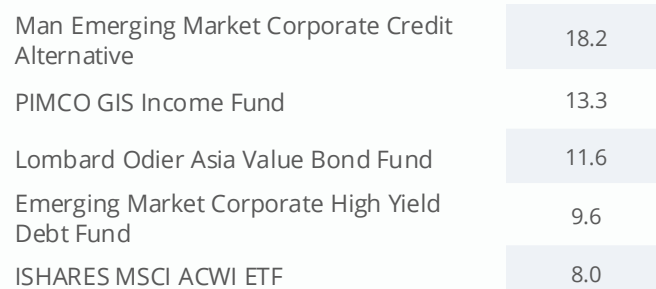 Man Emerging Market Corporate Credit
Alternative
18.2
PIMCO GIS Income Fund
13.3
Lombard Odier Asia Value Bond Fund
11.6
Emerging Market Corporate High Yield
Debt Fund
9.6
ISHARES MSCI ACWI ETF
8.0